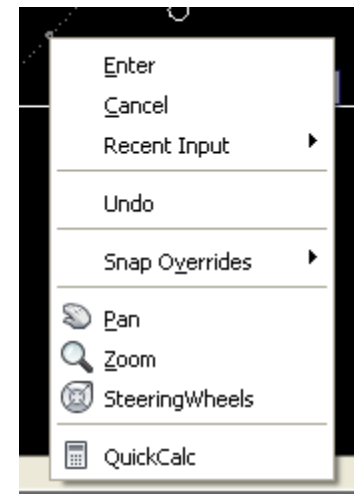 Enter
Cancel
Recent Input
Undo
Snap Overrides
Pan
Zoom
SteeringWheels
QuickCalc